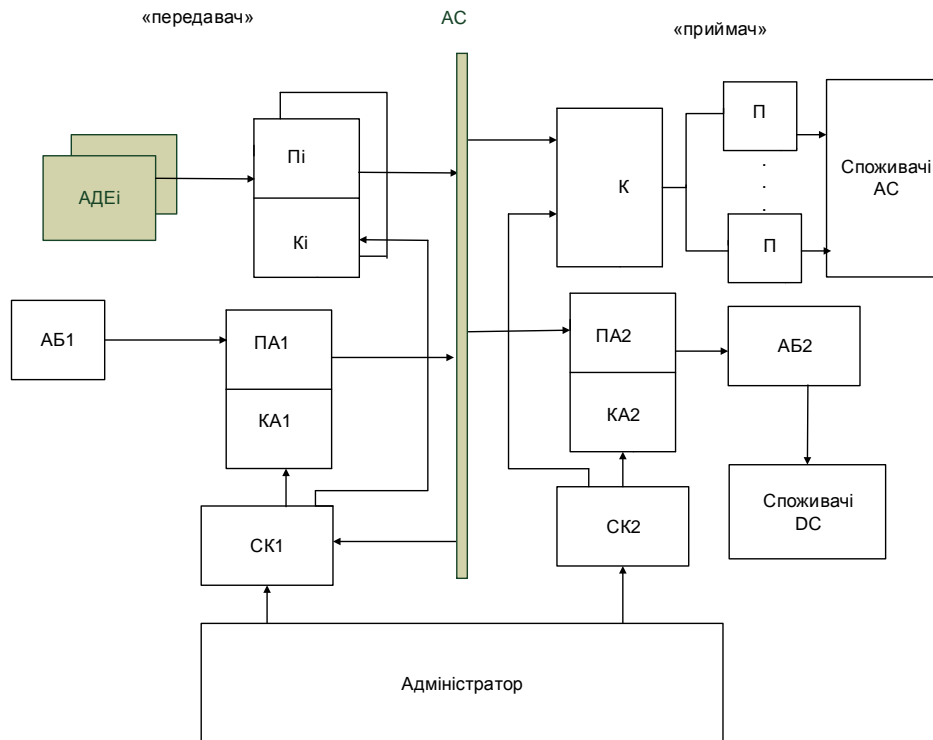 «передавач»
АС
«приймач»
П
Споживачі
АС
Пі
АДЕі
К
Кі
П
АБ1
ПА1
ПА2
АБ2
КА1
КА2
Споживачі
DC
СК1
СК2
Адміністратор